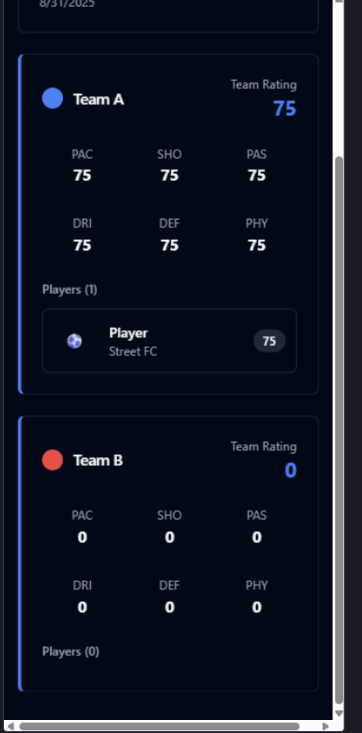 8/31/2025
Team A
Team Rating
75
PAC SHO PAS
75 75 75
DRI DEF PHY
75 75 75
Players (1)
Player
Street FC
75
Team B
Team Rating
0
PAC SHO PAS
0 0 0
DRI DEF PHY
0 0 0
Players (0)